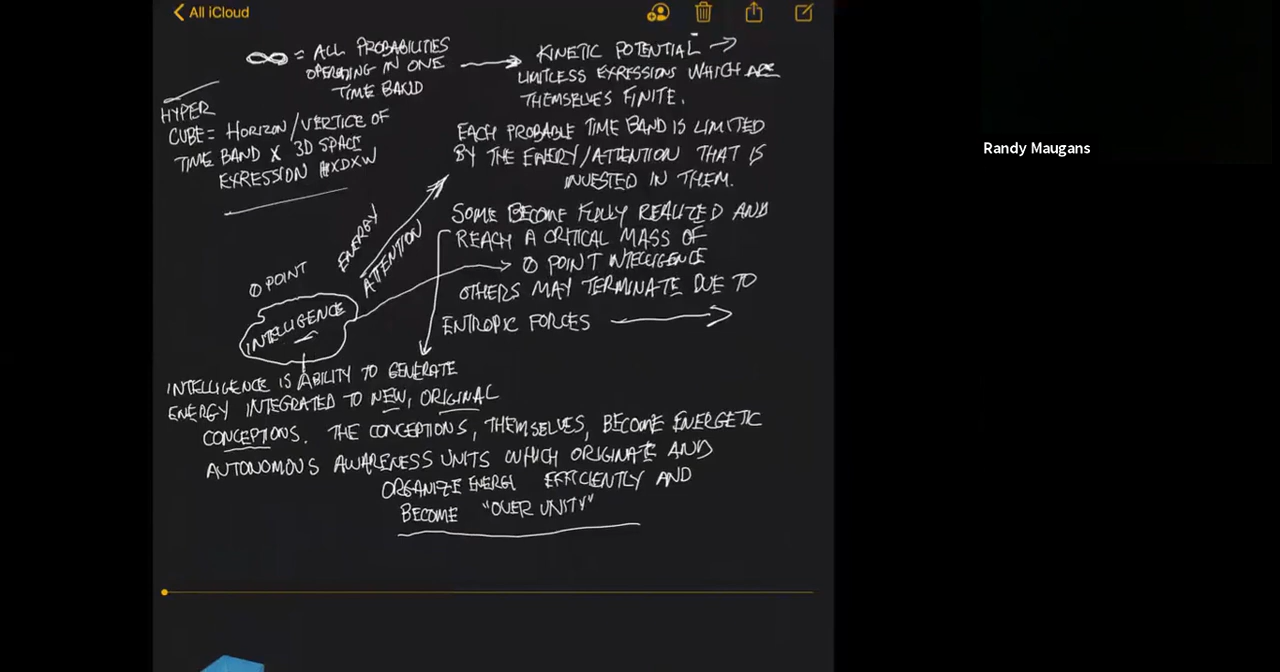 All iCloud
∞ = ALL PROBABILITIES
OPERATING IN ONE
TIME BAND
KINETIC POTENTIAL
LIMITLESS EXPRESSIONS WHICH ARE
THEMSELVES FINITE.
HYPER
CUBE = HORIZON/VERTICE OF
TIME BAND X 3D SPACE
EXRESSION HXDXW
EACH PROBABLE TIME BAND IS LIMITED
BY THE ENERY/ATTENTION THAT IS
INVESTED IN THEM.
SOME BECOME FULLY REALIZED AND
REACH A CRITICAL MASS OF
0 POINT INTELLIGENCE
OTHERS MAY TERMINATE DUE TO
ENTROPIC FORCES
ENERGY
ATTENTION
0 POINT
INTELLIGENCE
INTELLIGENCE IS ABILITY TO GENERATE
ENERGY INTEGRATED TO NEW, ORIGINAL
CONCEPTIONS. THE CONCEPTIONS, THEMSELVES, BECOME ENERGETIC
AUTONOMOUS AWARENESS UNITS WHICH ORIGINATE AND
ORGANIZE ENERGY EFFICIENTLY AND
BECOME "OVER UNITY"
Randy Maugans